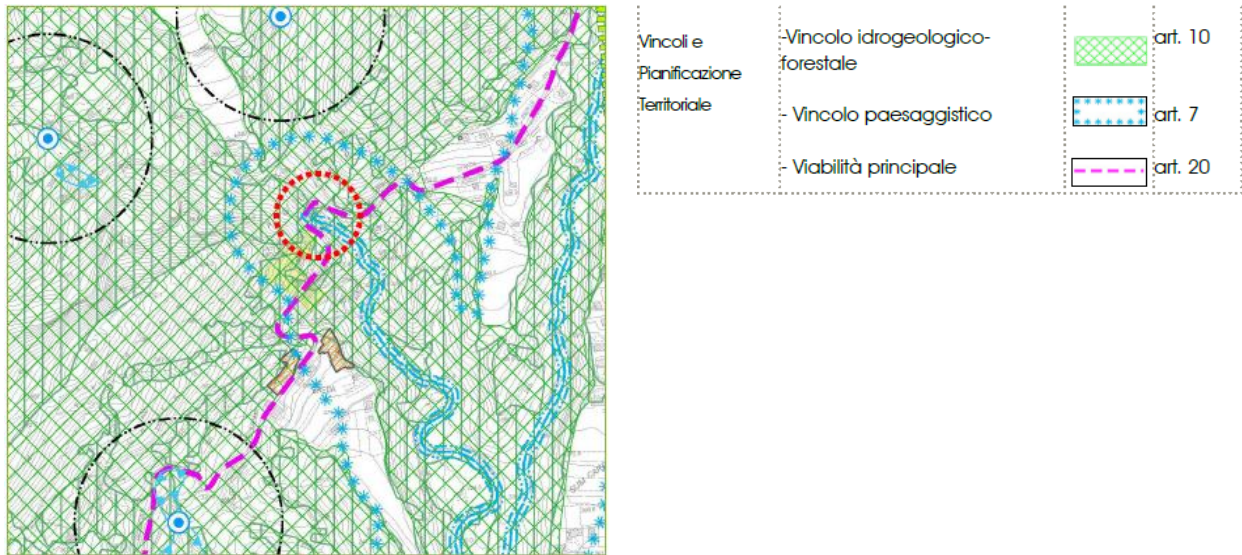 Vincoli e
Pianificazione
Territoriale
-Vincolo idrogeologico-
forestale
art. 10
- Vincolo paesaggistico
art. 7
- Viabilità principale
art. 20